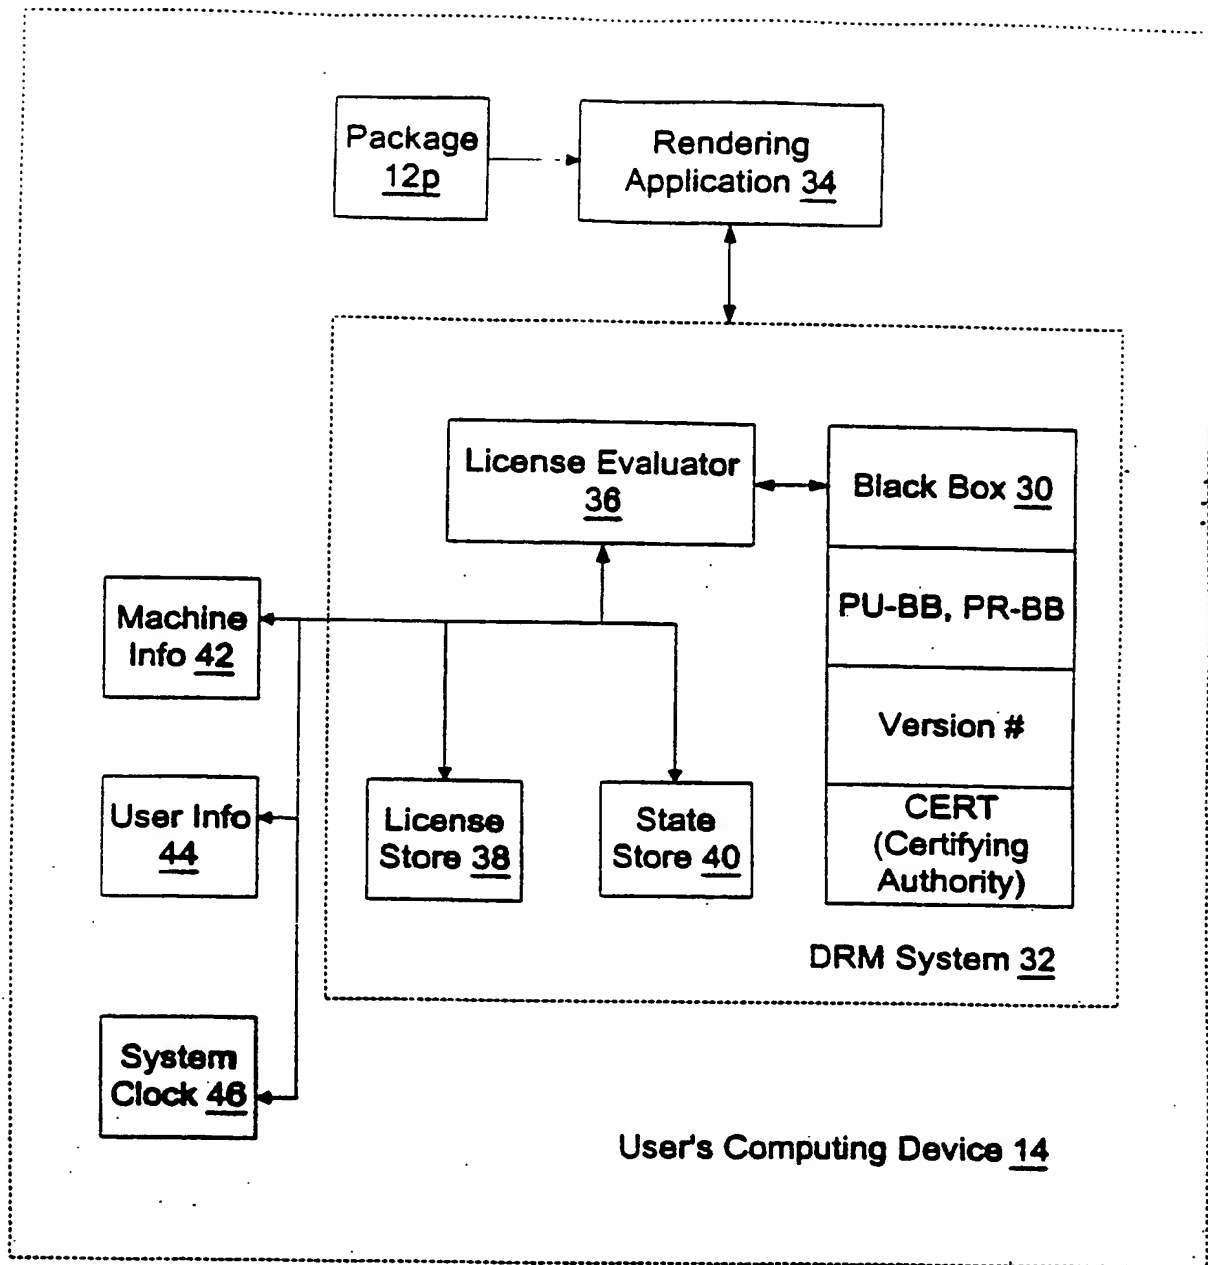 Package
12p
Rendering
Application 34
License Evaluator
36
Black Box 30
PU-BB, PR-BB
Version #
CERT
(Certifying
Authority)
Machine
Info 42
User Info
44
License
Store 38
State
Store 40
DRM System 32
System
Clock 46
User's Computing Device 14